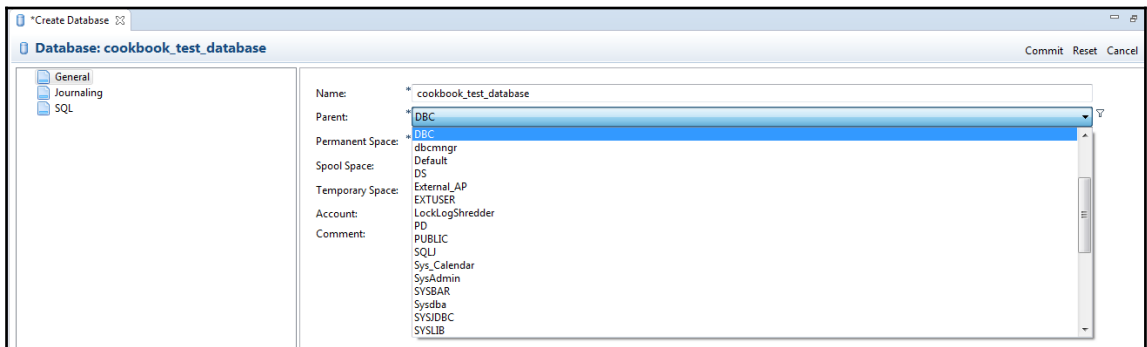 *Create Database
Database: cookbook_test_database
Commit Reset Cancel
General
Journaling
SQL
Name: * cookbook_test_database
Parent: * DBC
Permanent Space: *
Spool Space:
Temporary Space:
Account:
Comment:
DBC
dbcmngr
Default
DS
External_AP
EXTUSER
LockLogShredder
PD
PUBLIC
SQLJ
Sys_Calendar
SysAdmin
SYSBAR
Sysdba
SYSJDBC
SYSLIB